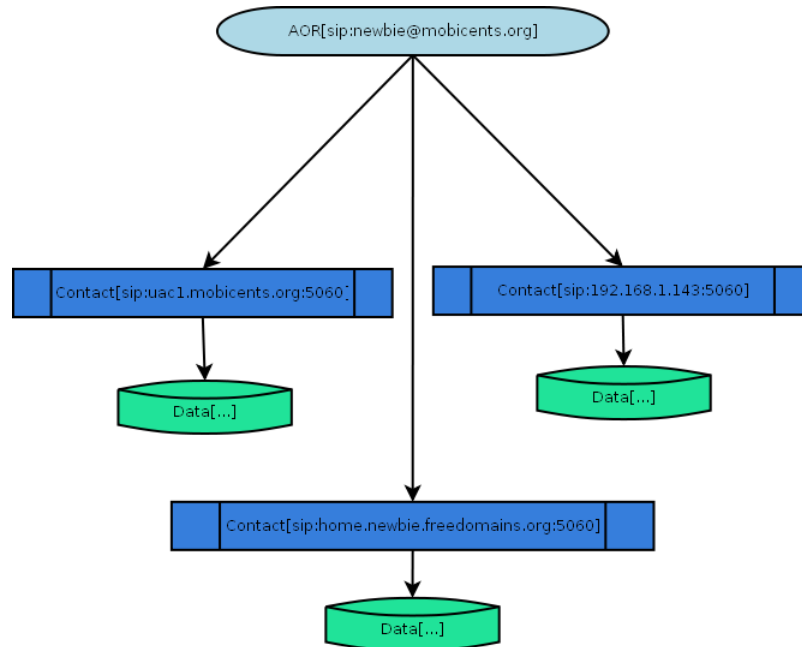 AOR[sip:newbie@mobicents.org]
Contact[sip:uac1.mobicents.org:5060]
Contact[sip:192.168.1.143:5060]
Data[...]
Data[...]
Contact[sip:home.newbie.freedomains.org:5060]
Data[...]